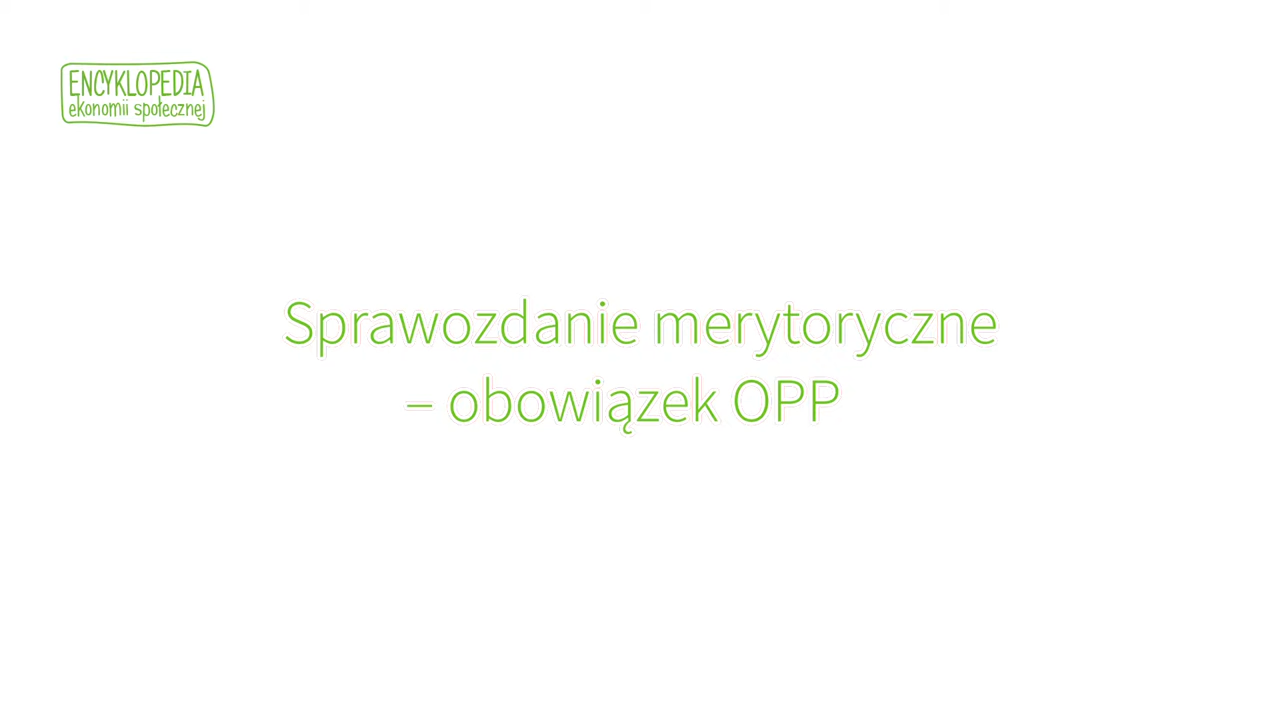 ENCYKLOPEDIA
ekonomii społecznej
Sprawozdanie merytoryczne
– obowiązek OPP